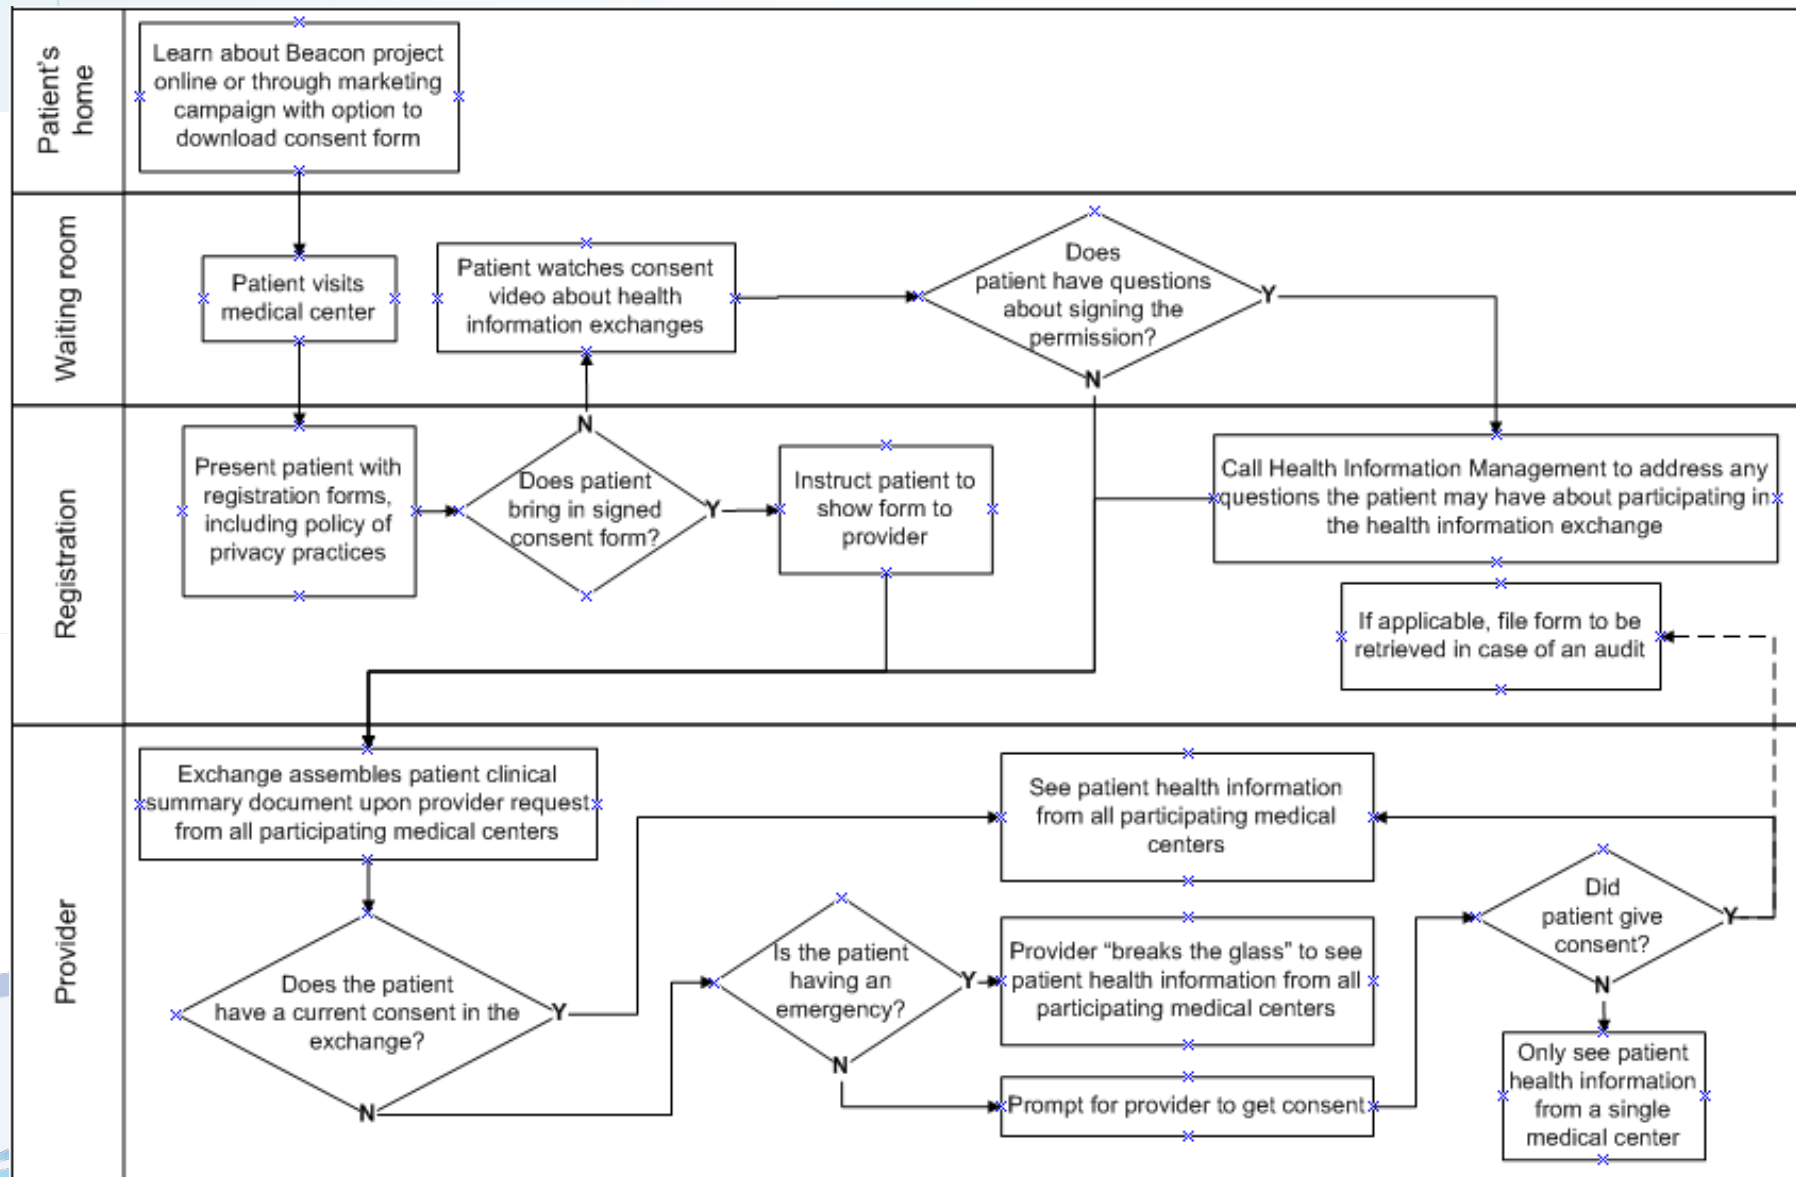 Patient's
home
Learn about Beacon project
online or through marketing
campaign with option to
download consent form
Waiting room
Patient visits
medical center
Patient watches consent
video about health
information exchanges
Does
patient have questions
about signing the
permission?
Y
N
Registration
Present patient with
registration forms,
including policy of
privacy practices
N
Does patient
bring in signed
consent form?
Y
Instruct patient to
show form to
provider
Call Health Information Management to address any
questions the patient may have about participating in
the health information exchange
If applicable, file form to be
retrieved in case of an audit
Provider
Exchange assembles patient clinical
summary document upon provider request
from all participating medical centers
Does the patient
have a current consent in the
exchange?
Y
N
Is the patient
having an
emergency?
Y
N
See patient health information
from all participating medical
centers
Provider “breaks the glass” to see
patient health information from all
participating medical centers
Prompt for provider to get consent
Did
patient give
consent?
Y
N
Only see patient
health information
from a single
medical center